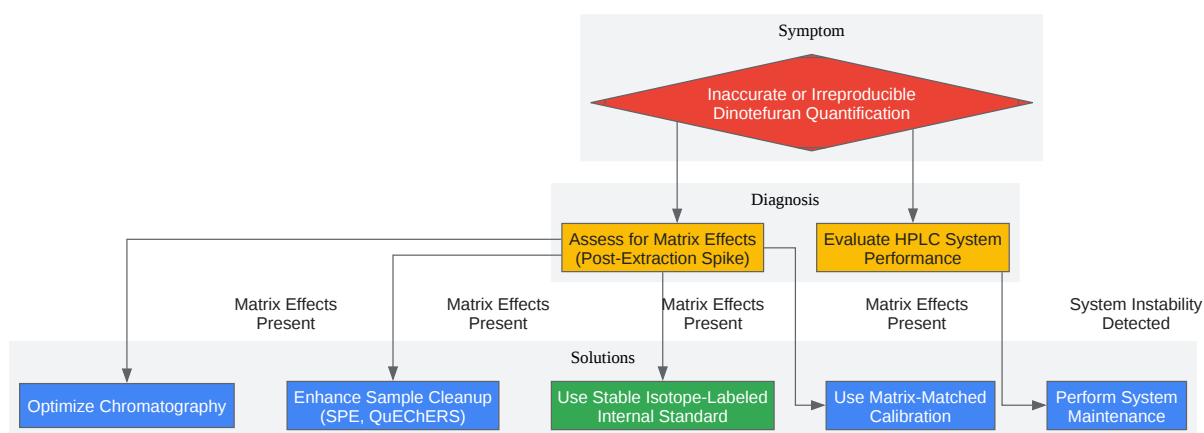 Symptom
Inaccurate or Irreproducible
Dinotefuran Quantification
Diagnosis
Assess for Matrix Effects
(Post-Extraction Spike)
Evaluate HPLC System
Performance
Matrix Effects
Present
Matrix Effects
Present
Matrix Effects
Present
Matrix Effects
Present
System Instability
Detected
Solutions
Optimize Chromatography
Enhance Sample Cleanup
(SPE, QuEChERS)
Use Stable Isotope-Labeled
Internal Standard
Use Matrix-Matched
Calibration
Perform System
Maintenance